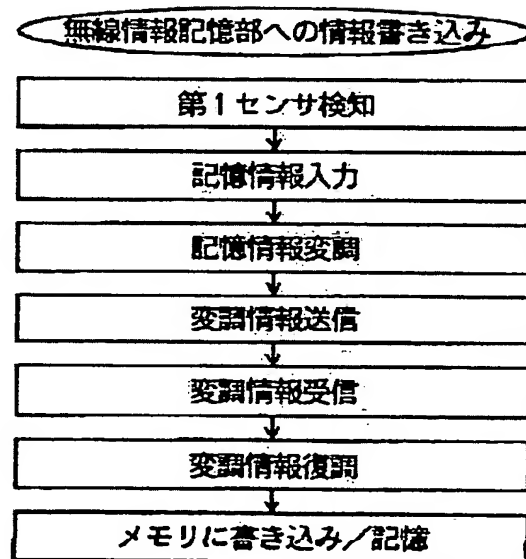 無線情報記憶部への情報書き込み
第1センサ検知
記憶情報入力
記憶情報変調
変調情報送信
変調情報受信
変調情報復調
メモリに書き込み/記憶